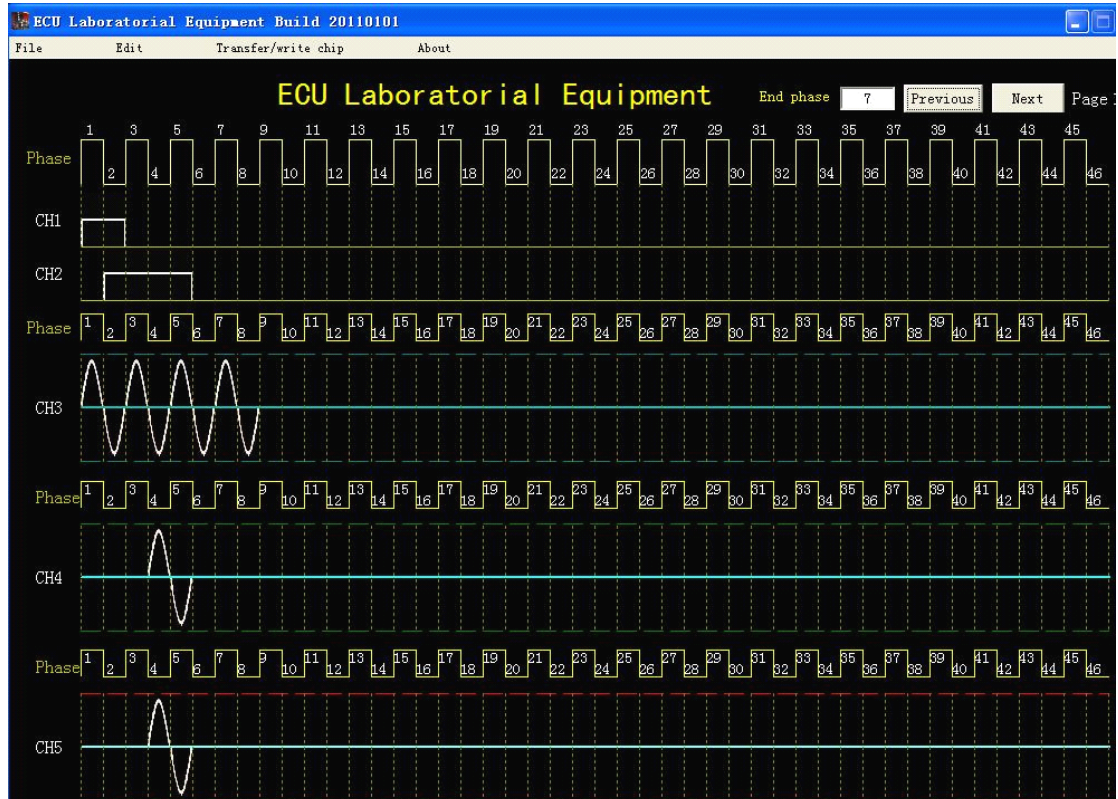 ECU Laboratorial Equipment Build 20110101
File Edit Transfer/write chip About
ECU Laboratorial Equipment End phase 7 Previous Next Page
1 3 5 7 9 11 13 15 17 19 21 23 25 27 29 31 33 35 37 39 41 43 45
Phase
2 4 6 8 10 12 14 16 18 20 22 24 26 28 30 32 34 36 38 40 42 44 46
CH1
CH2
Phase 1 2 3 4 5 6 7 8 9 10 11 12 13 14 15 16 17 18 19 20 21 22 23 24 25 26 27 28 29 30 31 32 33 34 35 36 37 38 39 40 41 42 43 44 45 46
CH3
Phase 1 2 3 4 5 6 7 8 9 10 11 12 13 14 15 16 17 18 19 20 21 22 23 24 25 26 27 28 29 30 31 32 33 34 35 36 37 38 39 40 41 42 43 44 45 46
CH4
Phase 1 2 3 4 5 6 7 8 9 10 11 12 13 14 15 16 17 18 19 20 21 22 23 24 25 26 27 28 29 30 31 32 33 34 35 36 37 38 39 40 41 42 43 44 45 46
CH5